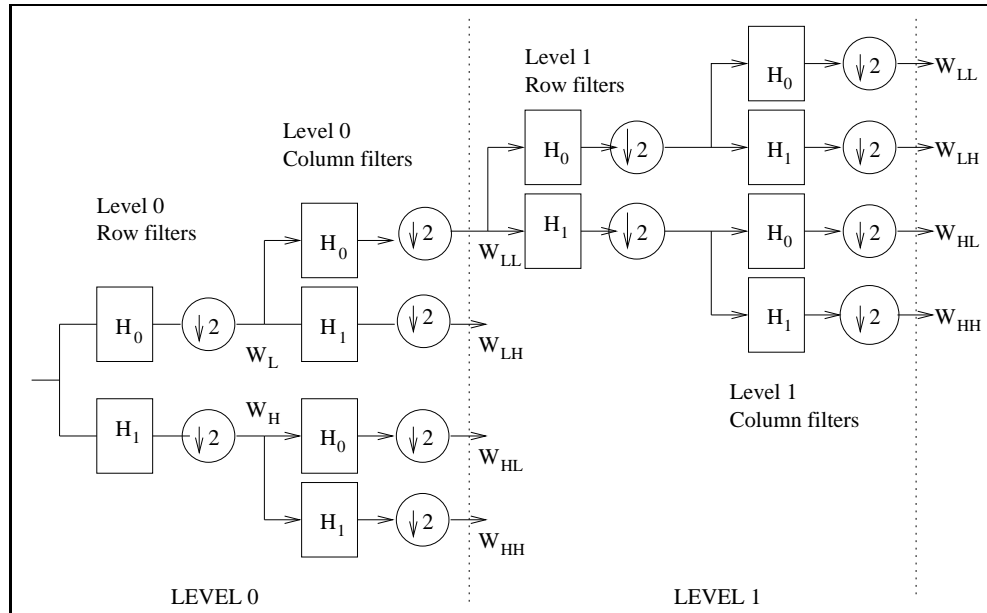 Level 1
Row filters
H0
↓2
WLL
Level 0
Column filters
H0
↓2
H1
↓2
WLH
Level 0
Row filters
H0
↓2
WLL
H1
↓2
H0
↓2
WHL
H0
↓2
WL
H1
↓2
WLH
H1
↓2
WHH
H1
↓2
WH
H0
↓2
WHL
Level 1
Column filters
H1
↓2
WHH
LEVEL 0
LEVEL 1